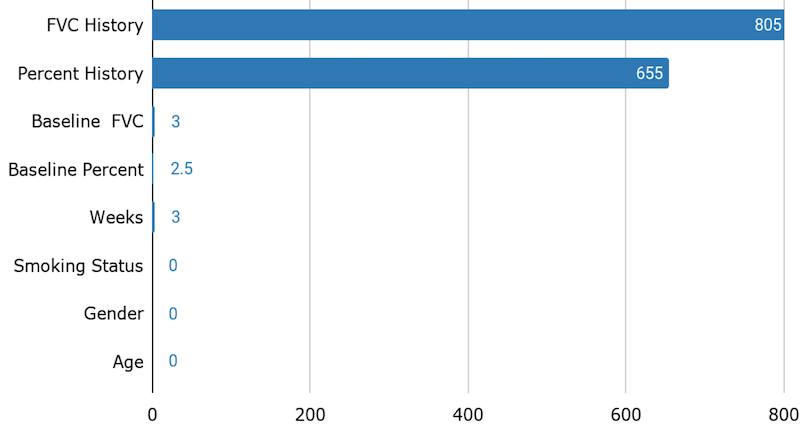 FVC History 805
Percent History 655
Baseline  FVC 3
Baseline Percent 2.5
Weeks 3
Smoking Status 0
Gender 0
Age 0
0 200 400 600 800